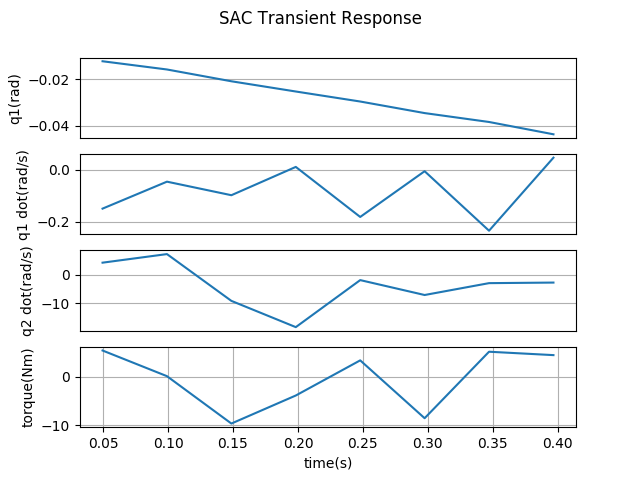 SAC Transient Response
q1(rad)
−0.02
−0.04
q1 dot(rad/s)
0.0
−0.2
q2 dot(rad/s)
0
−10
torque(Nm)
0
−10
0.05 0.10 0.15 0.20 0.25 0.30 0.35 0.40
time(s)